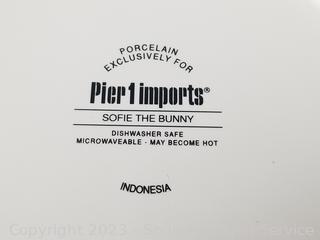 PORCELAIN
EXCLUSIVELY FOR
Pier 1 imports®
SOFIE THE BUNNY
DISHWASHER SAFE
MICROWAVEABLE - MAY BECOME HOT
INDONESIA